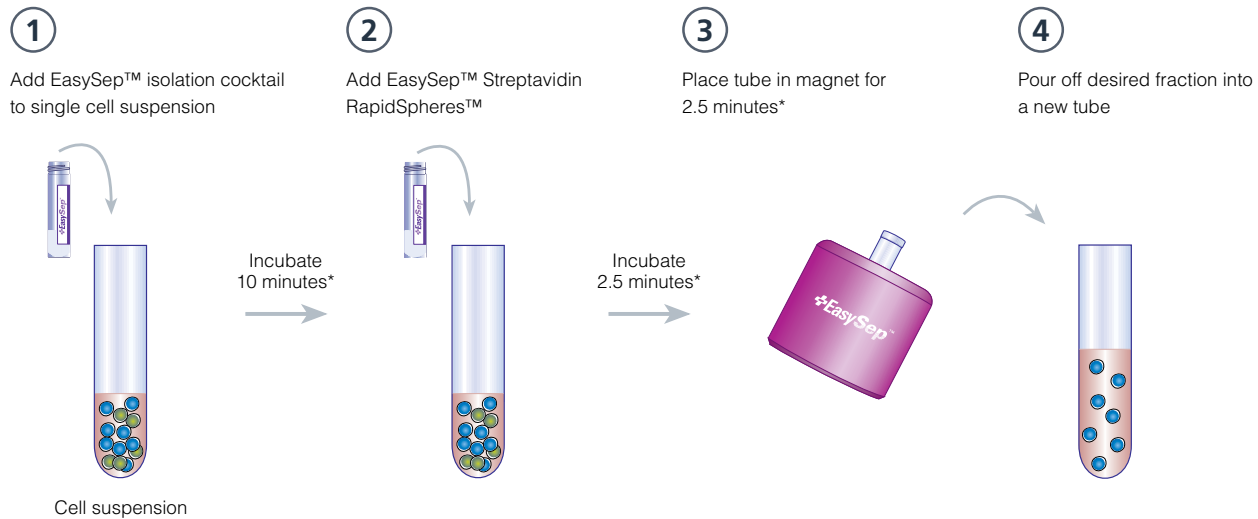 1
Add EasySep™ isolation cocktail
to single cell suspension
2
Add EasySep™ Streptavidin
RapidSpheres™
3
Place tube in magnet for
2.5 minutes*
4
Pour off desired fraction into
a new tube
EasySep
Incubate
10 minutes*
EasySep
Incubate
2.5 minutes*
EasySep™
Cell suspension